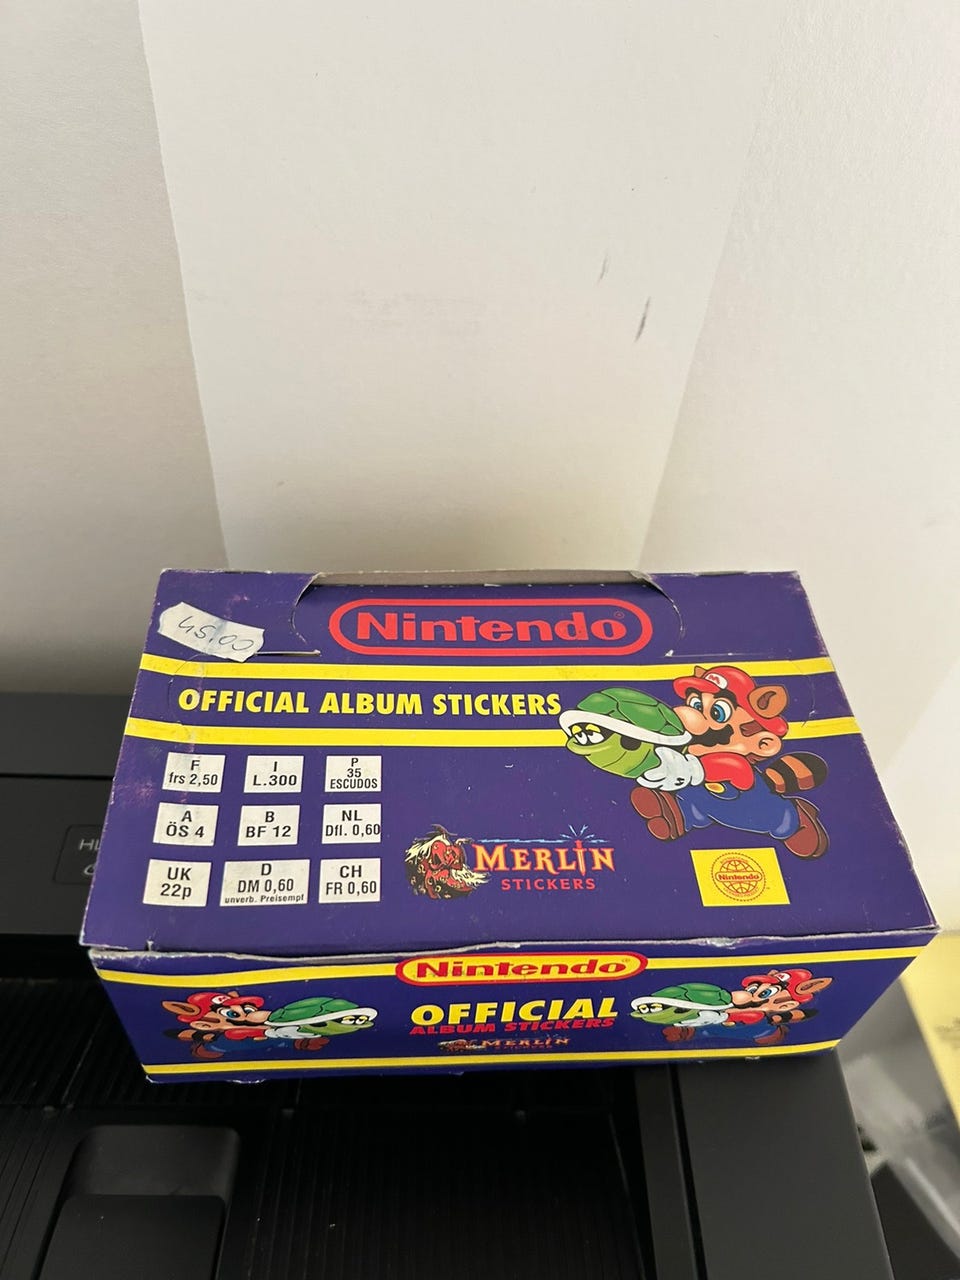 45.00
Nintendo®
OFFICIAL ALBUM STICKERS
M
F
frs 2,50
I
L.300
P
35
ESCUDOS
A
ÖS 4
B
BF 12
NL
Dfl. 0,60
UK
22p
D
DM 0,60
unverb. Preisempf
CH
FR 0,60
MERLIN
STICKERS
Nintendo
Nintendo®
OFFICIAL
ALBUM STICKERS
MERLIN
STICKERS